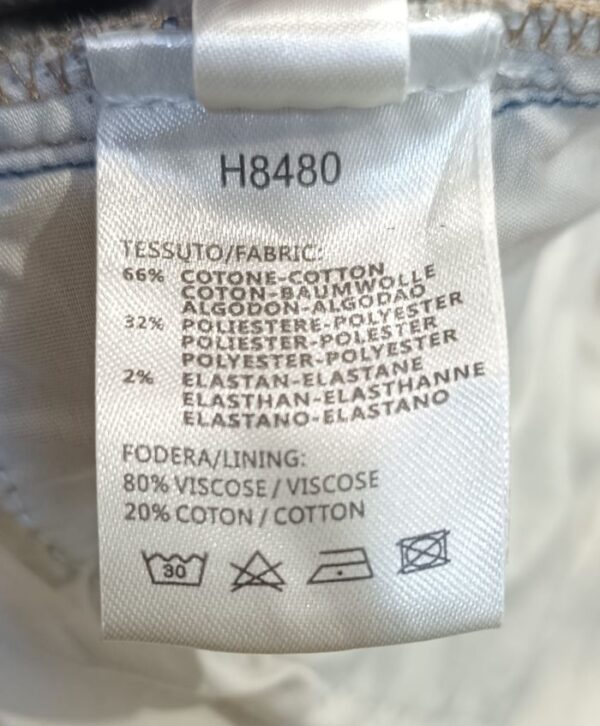 H8480
TESSUTO/FABRIC:
66% COTONE-COTTON
COTON-BAUMWOLLE
ALGODON-ALGODAO
32% POLIESTERE-POLYESTER
POLIESTER-POLESTER
POLYESTER-POLYESTER
2% ELASTAN-ELASTANE
ELASTHAN-ELASTHANNE
ELASTANO-ELASTANO
FODERA/LINING:
80% VISCOSE / VISCOSE
20% COTON / COTTON
30